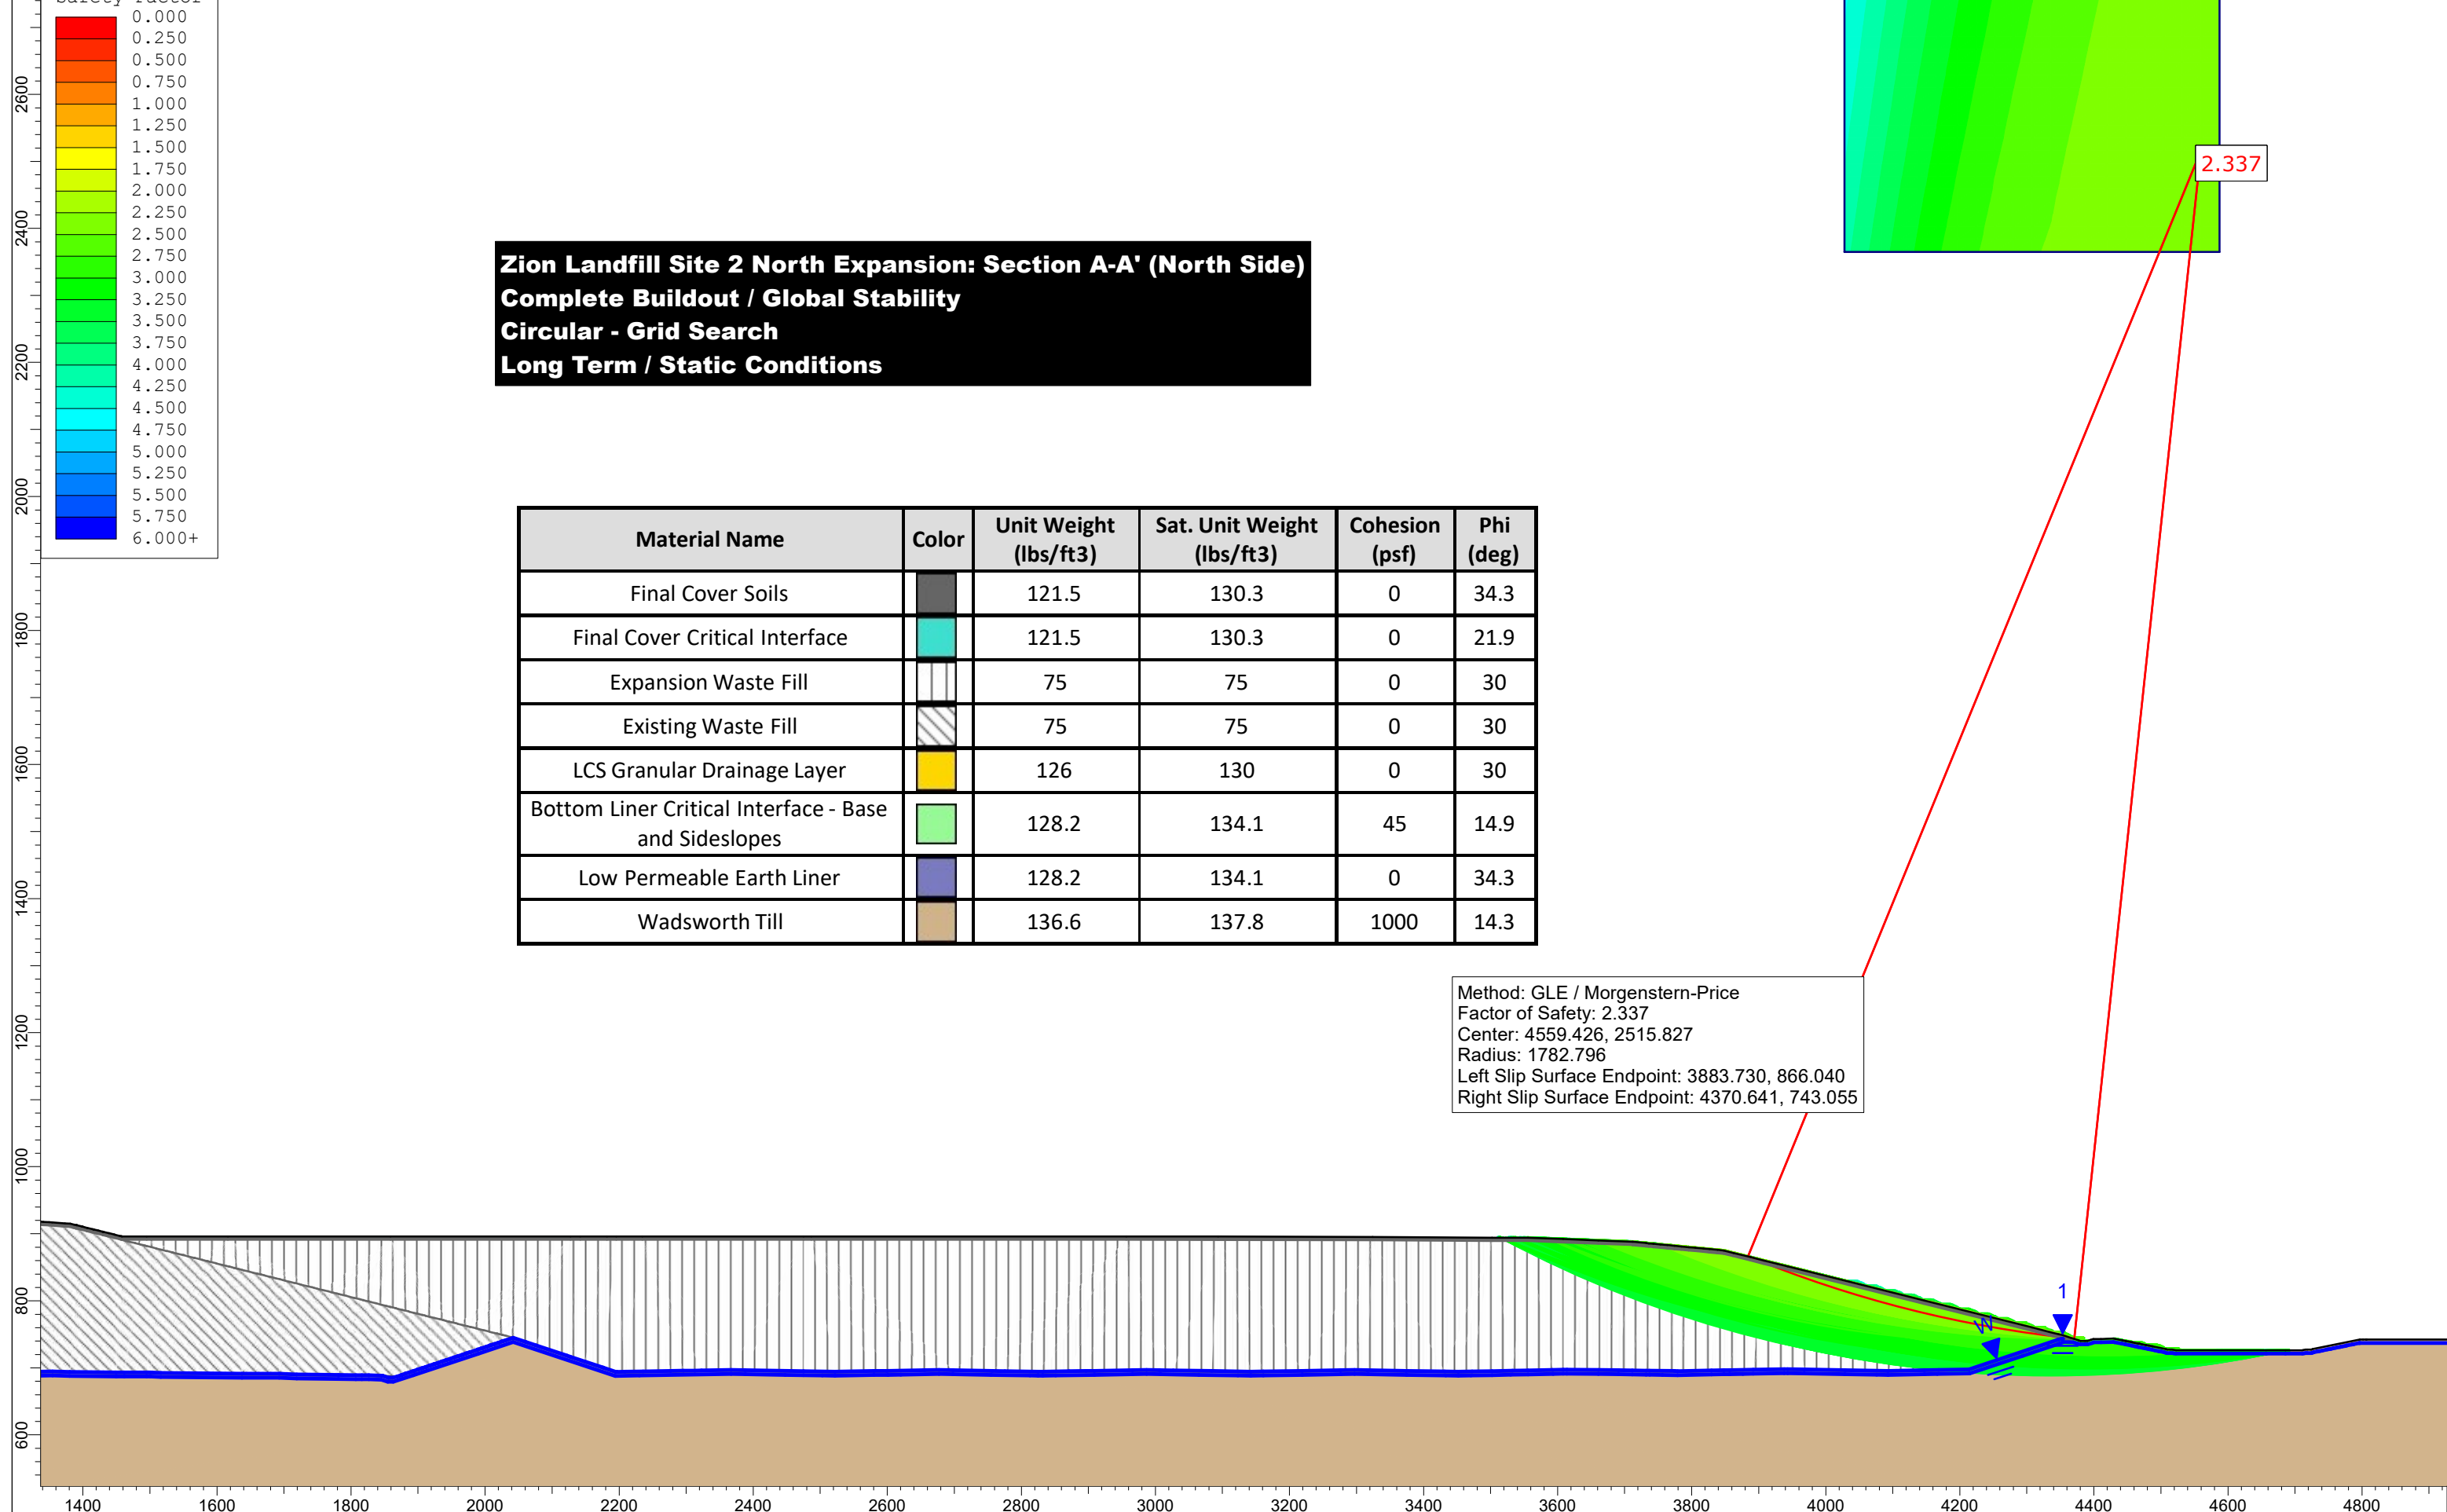 Safety Factor
0.000
0.250
0.500
0.750
1.000
1.250
1.500
1.750
2.000
2.250
2.500
2.750
3.000
3.250
3.500
3.750
4.000
4.250
4.500
4.750
5.000
5.250
5.500
5.750
6.000+
2.337
Zion Landfill Site 2 North Expansion: Section A-A' (North Side)
Complete Buildout / Global Stability
Circular - Grid Search
Long Term / Static Conditions
Material Name Color Unit Weight (lbs/ft3) Sat. Unit Weight (lbs/ft3) Cohesion (psf) Phi (deg)
Final Cover Soils 121.5 130.3 0 34.3
Final Cover Critical Interface 121.5 130.3 0 21.9
Expansion Waste Fill 75 75 0 30
Existing Waste Fill 75 75 0 30
LCS Granular Drainage Layer 126 130 0 30
Bottom Liner Critical Interface - Base and Sideslopes 128.2 134.1 45 14.9
Low Permeable Earth Liner 128.2 134.1 0 34.3
Wadsworth Till 136.6 137.8 1000 14.3
Method: GLE / Morgenstern-Price
Factor of Safety: 2.337
Center: 4559.426, 2515.827
Radius: 1782.796
Left Slip Surface Endpoint: 3883.730, 866.040
Right Slip Surface Endpoint: 4370.641, 743.055
1
W
2600
2400
2200
2000
1800
1600
1400
1200
1000
800
600
1400 1600 1800 2000 2200 2400 2600 2800 3000 3200 3400 3600 3800 4000 4200 4400 4600 4800